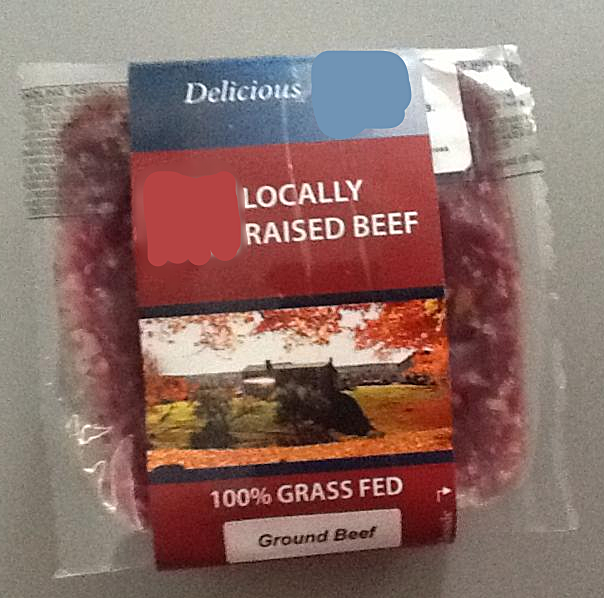 Delicious
LOCALLY
RAISED BEEF
100% GRASS FED
Ground Beef